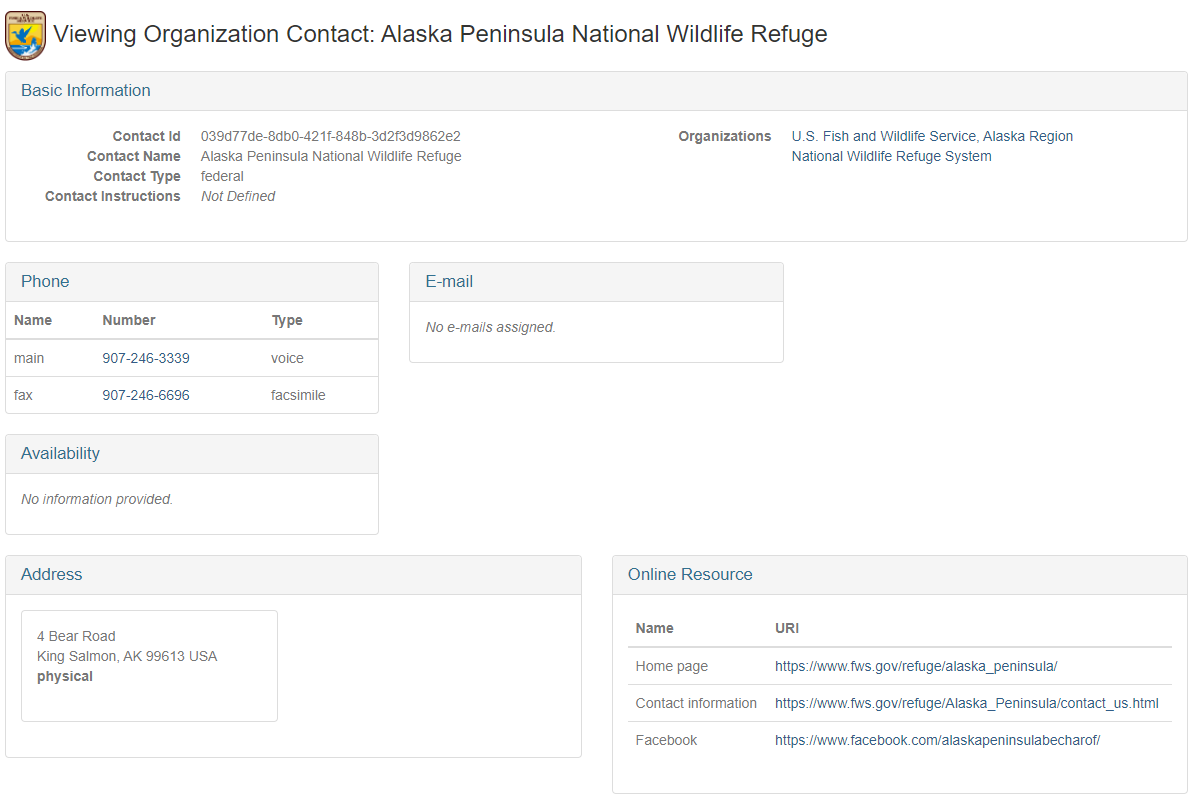 Viewing Organization Contact: Alaska Peninsula National Wildlife Refuge
Basic Information
Contact Id 039d77de-8db0-421f-848b-3d2f3d9862e2
Contact Name Alaska Peninsula National Wildlife Refuge
Contact Type federal
Contact Instructions Not Defined
Organizations U.S. Fish and Wildlife Service, Alaska Region
National Wildlife Refuge System
Phone
Name Number Type
main 907-246-3339 voice
fax 907-246-6696 facsimile
E-mail
No e-mails assigned.
Availability
No information provided.
Address
4 Bear Road
King Salmon, AK 99613 USA
physical
Online Resource
Name URI
Home page https://www.fws.gov/refuge/alaska_peninsula/
Contact information https://www.fws.gov/refuge/Alaska_Peninsula/contact_us.html
Facebook https://www.facebook.com/alaskapeninsulabecharof/